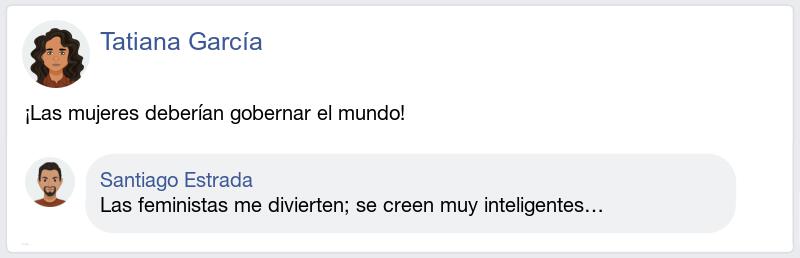 Tatiana García
¡Las mujeres deberían gobernar el mundo!
Santiago Estrada
Las feministas me divierten; se creen muy inteligentes…